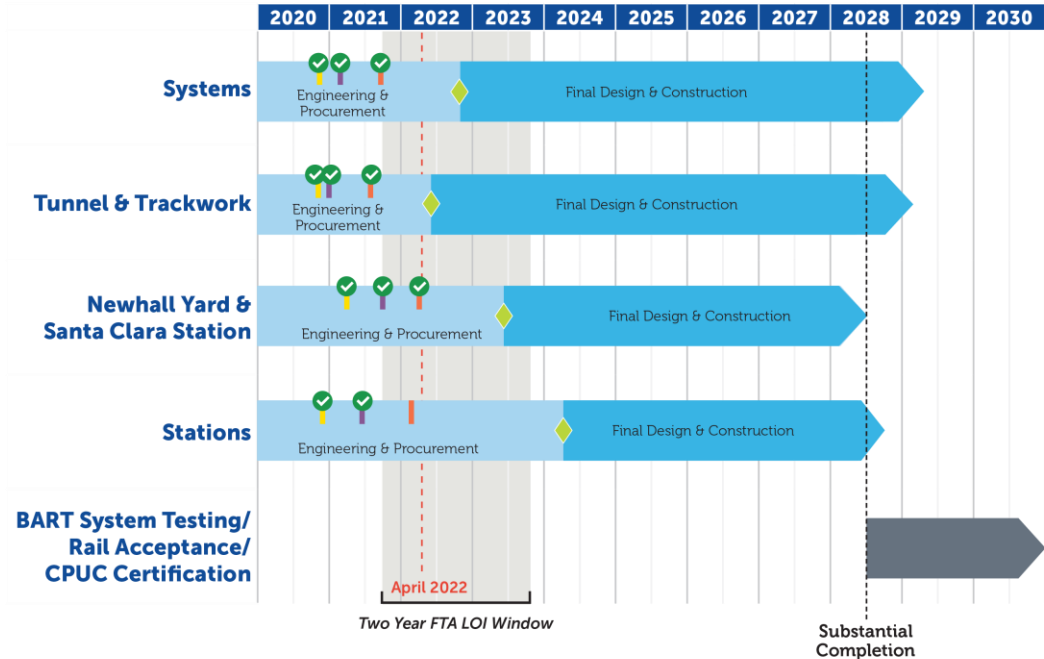 2020 2021 2022 2023 2024 2025 2026 2027 2028 2029 2030
Systems
Engineering &
Procurement
Final Design & Construction
Tunnel & Trackwork
Engineering &
Procurement
Final Design & Construction
Newhall Yard &
Santa Clara Station
Engineering & Procurement
Final Design & Construction
Stations
Engineering & Procurement
Final Design & Construction
BART System Testing/
Rail Acceptance/
CPUC Certification
April 2022
Two Year FTA LOI Window
Substantial
Completion